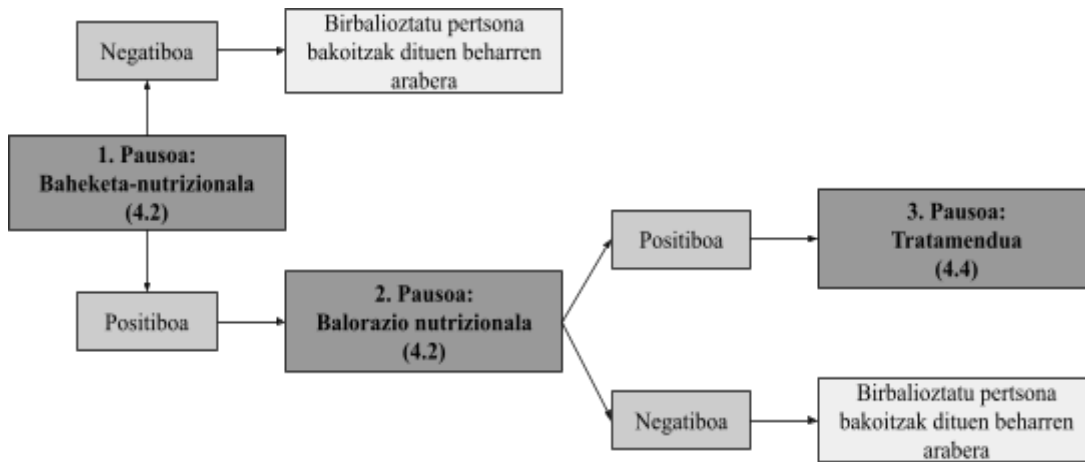 Negatiboa
Birbalioztatu pertsona
bakoitzak dituen beharren
arabera
1. Pausoa:
Baheketa-nutrizionala
(4.2)
Positiboa
2. Pausoa:
Balorazio nutrizionala
(4.2)
Positiboa
3. Pausoa:
Tratamendua
(4.4)
Negatiboa
Birbalioztatu pertsona
bakoitzak dituen beharren
arabera